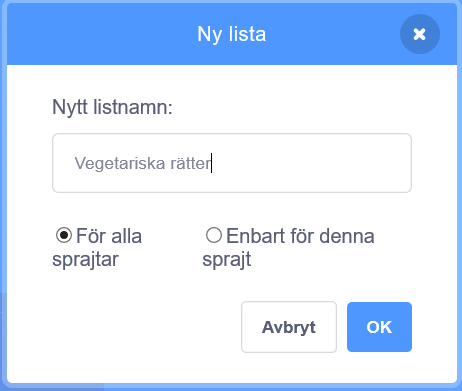 Ny lista
Nytt listnamn:
Vegetariska rätter
För alla
sprajtar
Enbart för denna
sprajt
Avbryt
OK